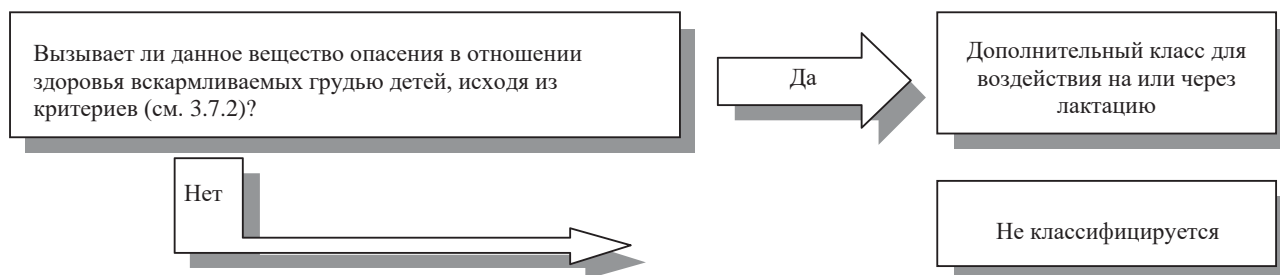 Вызывает ли данное вещество опасения в отношении
здоровья вскармливаемых грудью детей, исходя из
критериев (см. 3.7.2)?
Да
Дополнительный класс для
воздействия на или через
лактацию
Нет
Не классифицируется